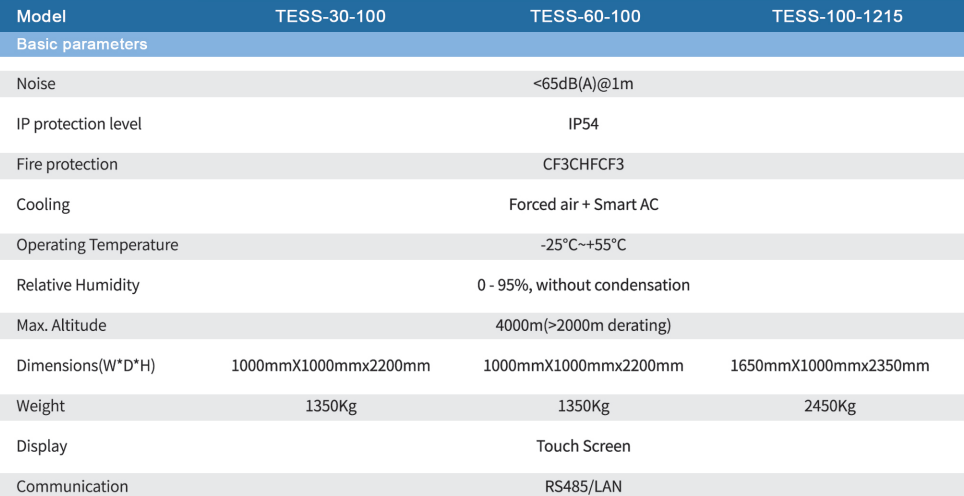 Model TESS-30-100 TESS-60-100 TESS-100-1215
Basic parameters
Noise <65dB(A)@1m
IP protection level IP54
Fire protection CF3CHFCF3
Cooling Forced air + Smart AC
Operating Temperature -25°C~+55°C
Relative Humidity 0 - 95%, without condensation
Max. Altitude 4000m(>2000m derating)
Dimensions(W*D*H) 1000mmX1000mmx2200mm 1000mmX1000mmx2200mm 1650mmX1000mmx2350mm
Weight 1350Kg 1350Kg 2450Kg
Display Touch Screen
Communication RS485/LAN